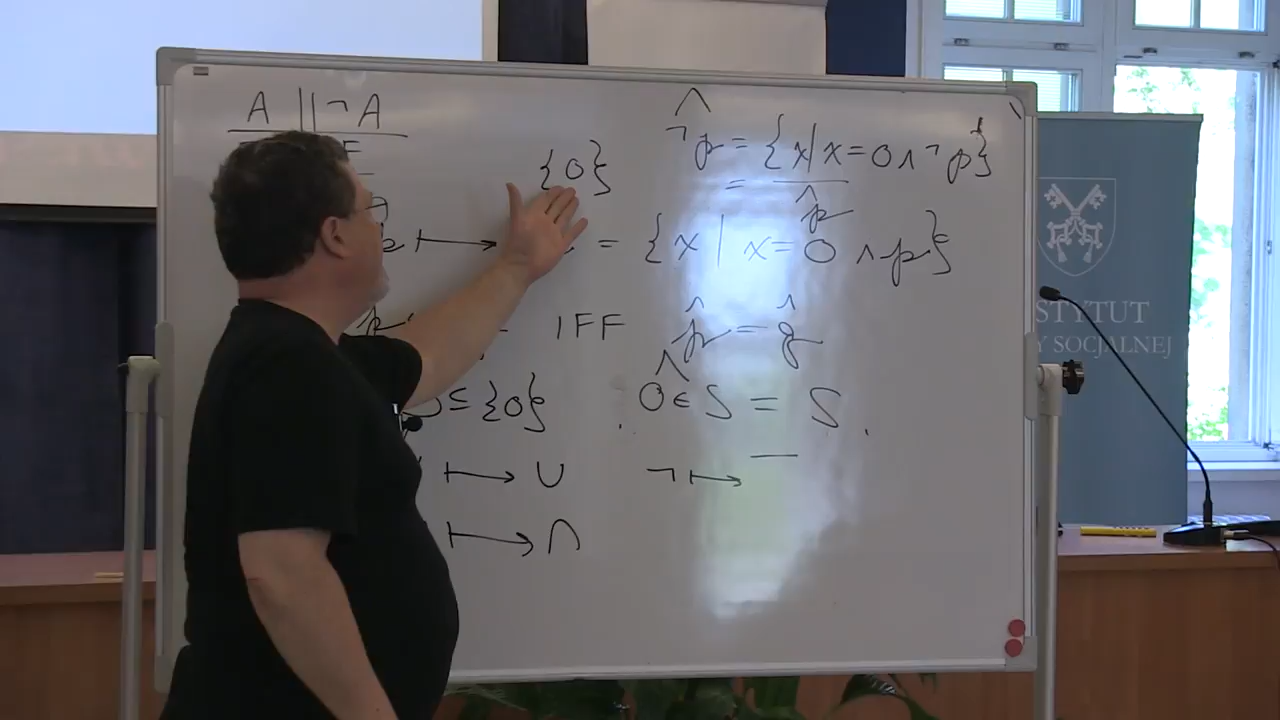 A || ¬A
{0}
¬p̂ = {x | x = 0 ∧ ¬p}
= p̂
p ⟼ = {x | x = 0 ∧ p}
IFF p̂ = q̂
S ⊆ {0} . 0 ∈ S = S .
⟼ ∪ ¬ ⟼ —
⟼ ∩
STYTUT
SOCJALNEJ